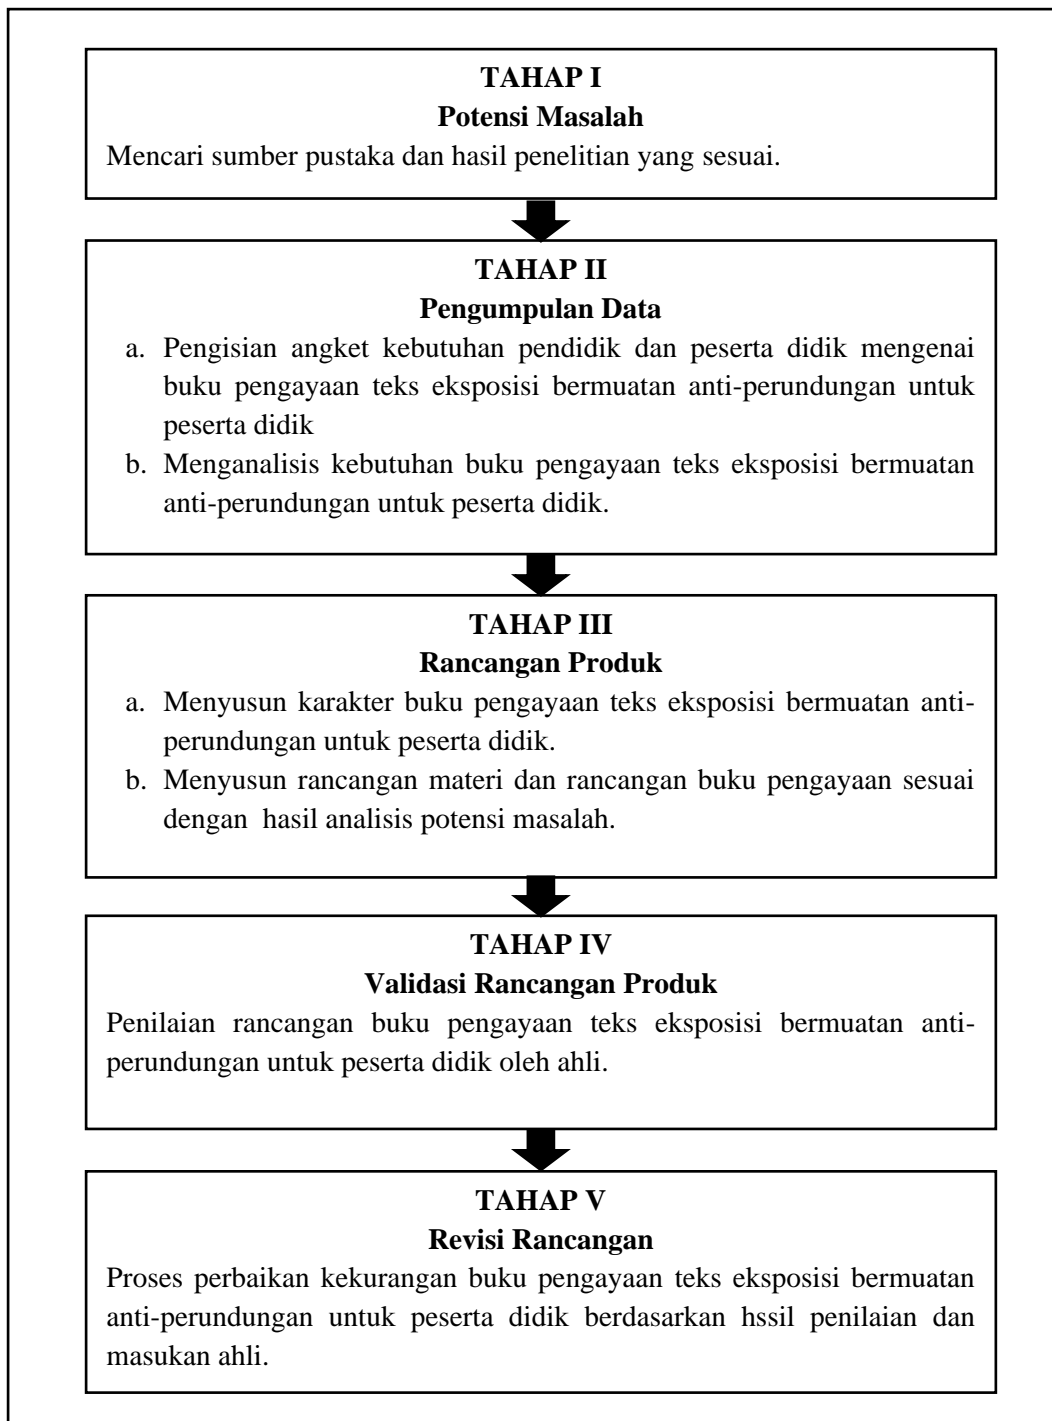 TAHAP I
Potensi Masalah
Mencari sumber pustaka dan hasil penelitian yang sesuai.
TAHAP II
Pengumpulan Data
a. Pengisian angket kebutuhan pendidik dan peserta didik mengenai
buku pengayaan teks eksposisi bermuatan anti-perundungan untuk
peserta didik
b. Menganalisis kebutuhan buku pengayaan teks eksposisi bermuatan
anti-perundungan untuk peserta didik.
TAHAP III
Rancangan Produk
a. Menyusun karakter buku pengayaan teks eksposisi bermuatan anti-
perundungan untuk peserta didik.
b. Menyusun rancangan materi dan rancangan buku pengayaan sesuai
dengan hasil analisis potensi masalah.
TAHAP IV
Validasi Rancangan Produk
Penilaian rancangan buku pengayaan teks eksposisi bermuatan anti-
perundungan untuk peserta didik oleh ahli.
TAHAP V
Revisi Rancangan
Proses perbaikan kekurangan buku pengayaan teks eksposisi bermuatan
anti-perundungan untuk peserta didik berdasarkan hssil penilaian dan
masukan ahli.